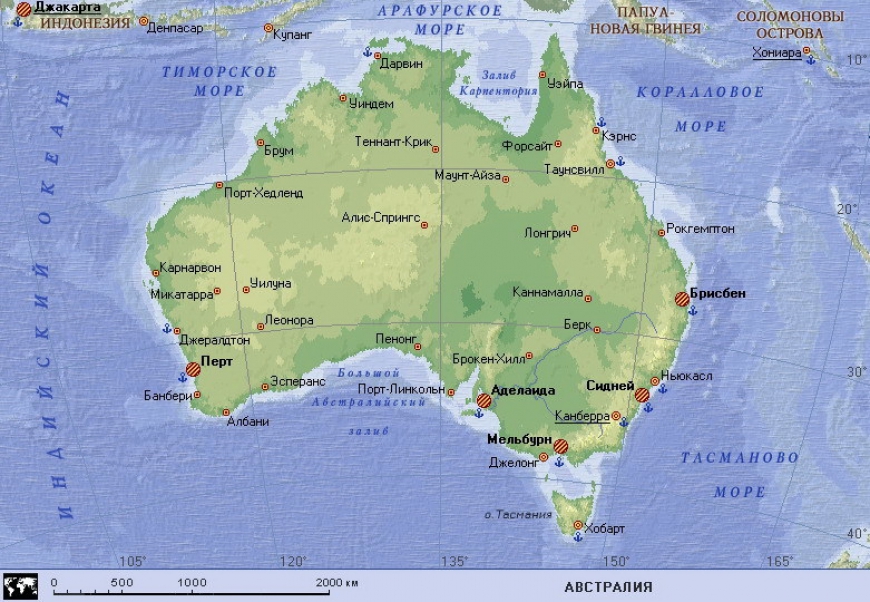 Джакарта
ИНДОНЕЗИЯ
Денпасар
Купанг
АРАФУРСКОЕ
МОРЕ
ПАПУА-
НОВАЯ ГВИНЕЯ
СОЛОМОНОВЫ
ОСТРОВА
Хониара
10°
ТИМОРСКОЕ
МОРЕ
Дарвин
Залив
Карпентория
Уэйпа
КОРАЛЛОВОЕ
МОРЕ
Уиндем
Кэрнс
Брум
Теннант-Крик
Форсайт
Таунсвилл
Маунт-Айза
Порт-Хедленд
20°
Алис-Спрингс
Лонгрич
Рокгемптон
ИНДИЙСКИЙ ОКЕАН
Карнарвон
Микатарра
Уилуна
Каннамалла
Брисбен
Леонора
Берк
Джералдтон
Пенонг
Перт
Брокен-Хилл
30°
Большой
Австралийский
залив
Эсперанс
Порт-Линкольн
Аделаида
Сидней
Ньюкасл
Банбери
Албани
Канберра
Мельбурн
Джелонг
ТАСМАНОВО
МОРЕ
о.Тасмания
Хобарт
40°
105°
120°
135°
150°
165°
0 500 1000 2000 км
АВСТРАЛИЯ